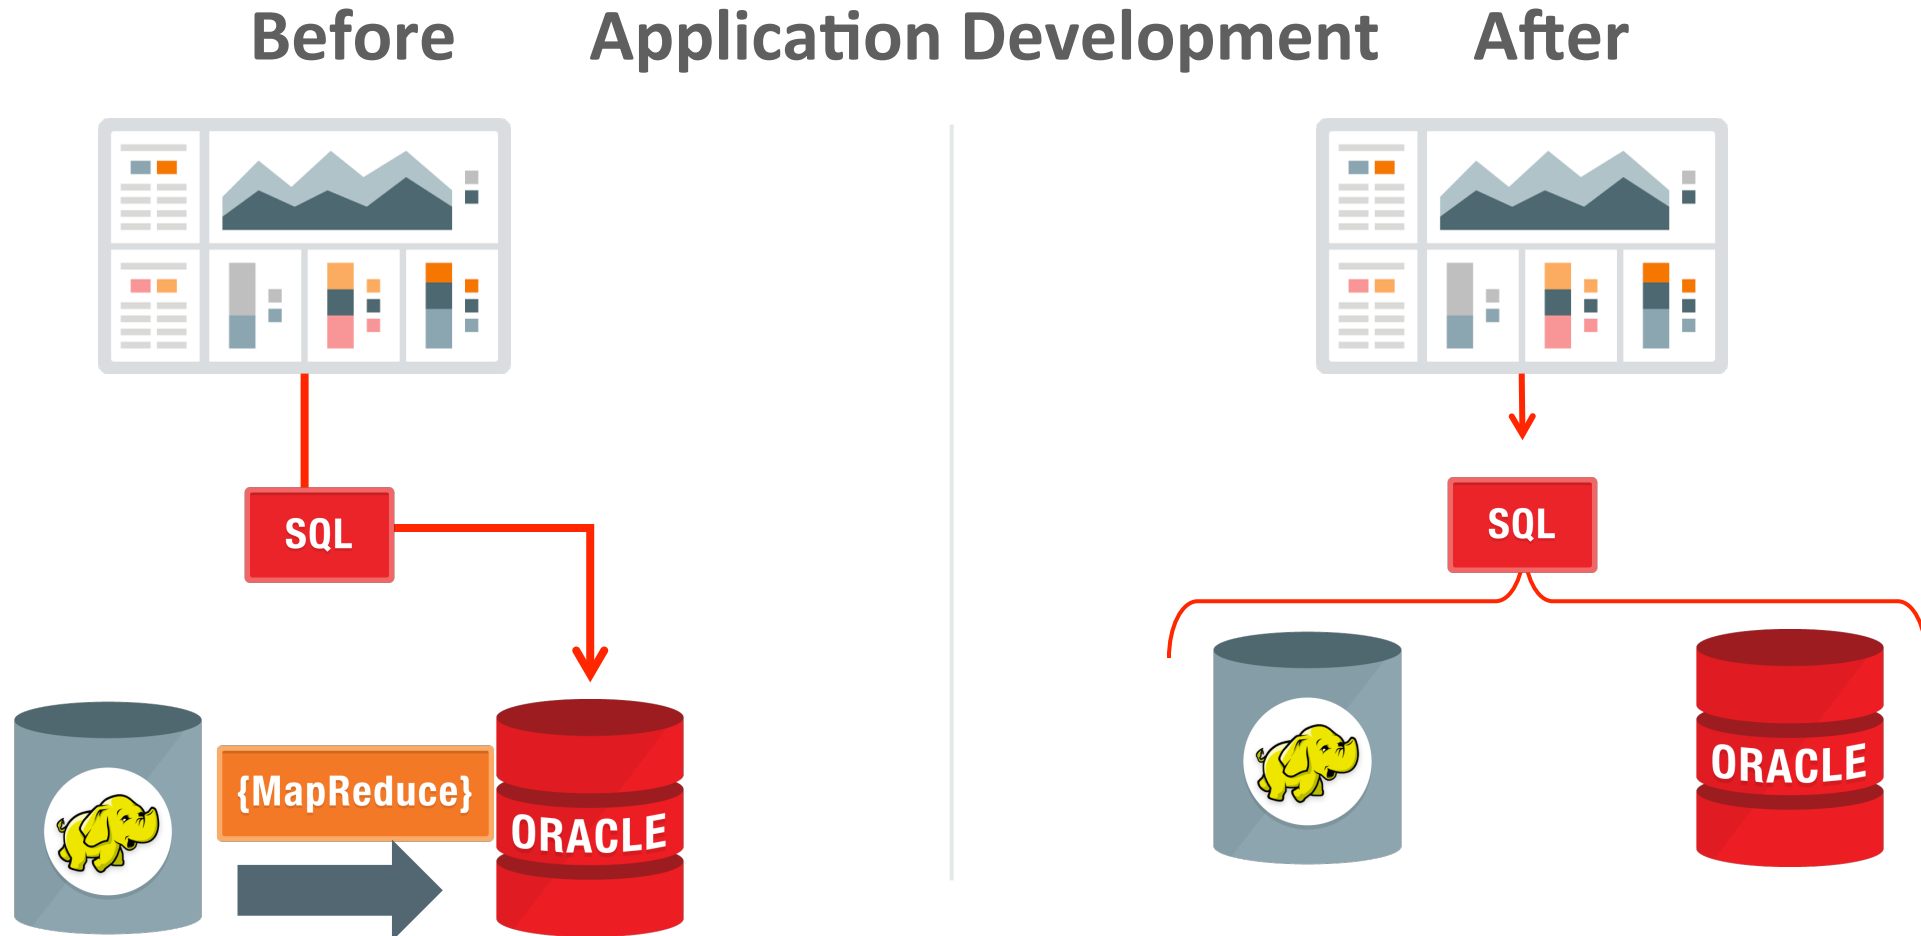 Before Application Development After
SQL
SQL
{MapReduce}
ORACLE
ORACLE